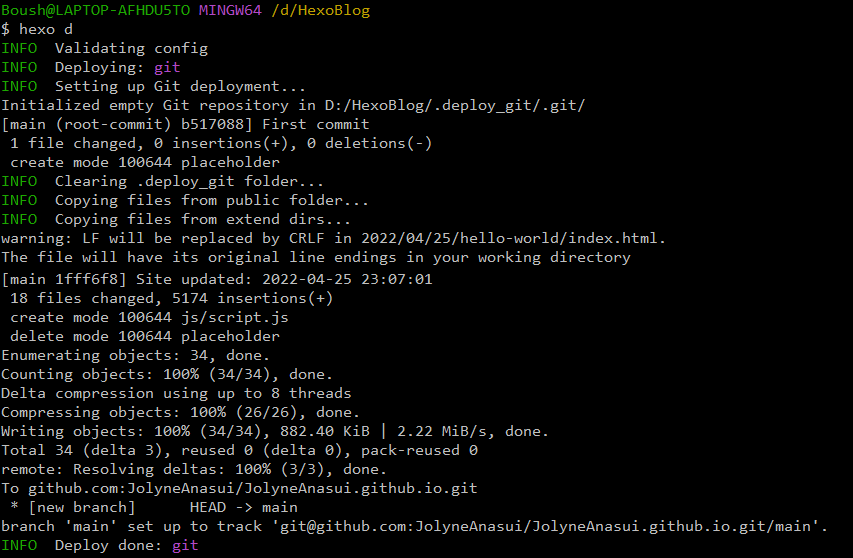 Boush@LAPTOP-AFHDU5TO MINGW64 /d/HexoBlog
$ hexo d
INFO  Validating config
INFO  Deploying: git
INFO  Setting up Git deployment...
Initialized empty Git repository in D:/HexoBlog/.deploy_git/.git/
[main (root-commit) b517088] First commit
 1 file changed, 0 insertions(+), 0 deletions(-)
 create mode 100644 placeholder
INFO  Clearing .deploy_git folder...
INFO  Copying files from public folder...
INFO  Copying files from extend dirs...
warning: LF will be replaced by CRLF in 2022/04/25/hello-world/index.html.
The file will have its original line endings in your working directory
[main 1fff6f8] Site updated: 2022-04-25 23:07:01
 18 files changed, 5174 insertions(+)
 create mode 100644 js/script.js
 delete mode 100644 placeholder
Enumerating objects: 34, done.
Counting objects: 100% (34/34), done.
Delta compression using up to 8 threads
Compressing objects: 100% (26/26), done.
Writing objects: 100% (34/34), 882.40 KiB | 2.22 MiB/s, done.
Total 34 (delta 3), reused 0 (delta 0), pack-reused 0
remote: Resolving deltas: 100% (3/3), done.
To github.com:JolyneAnasui/JolyneAnasui.github.io.git
 * [new branch]      HEAD -> main
branch 'main' set up to track 'git@github.com:JolyneAnasui/JolyneAnasui.github.io.git/main'.
INFO  Deploy done: git